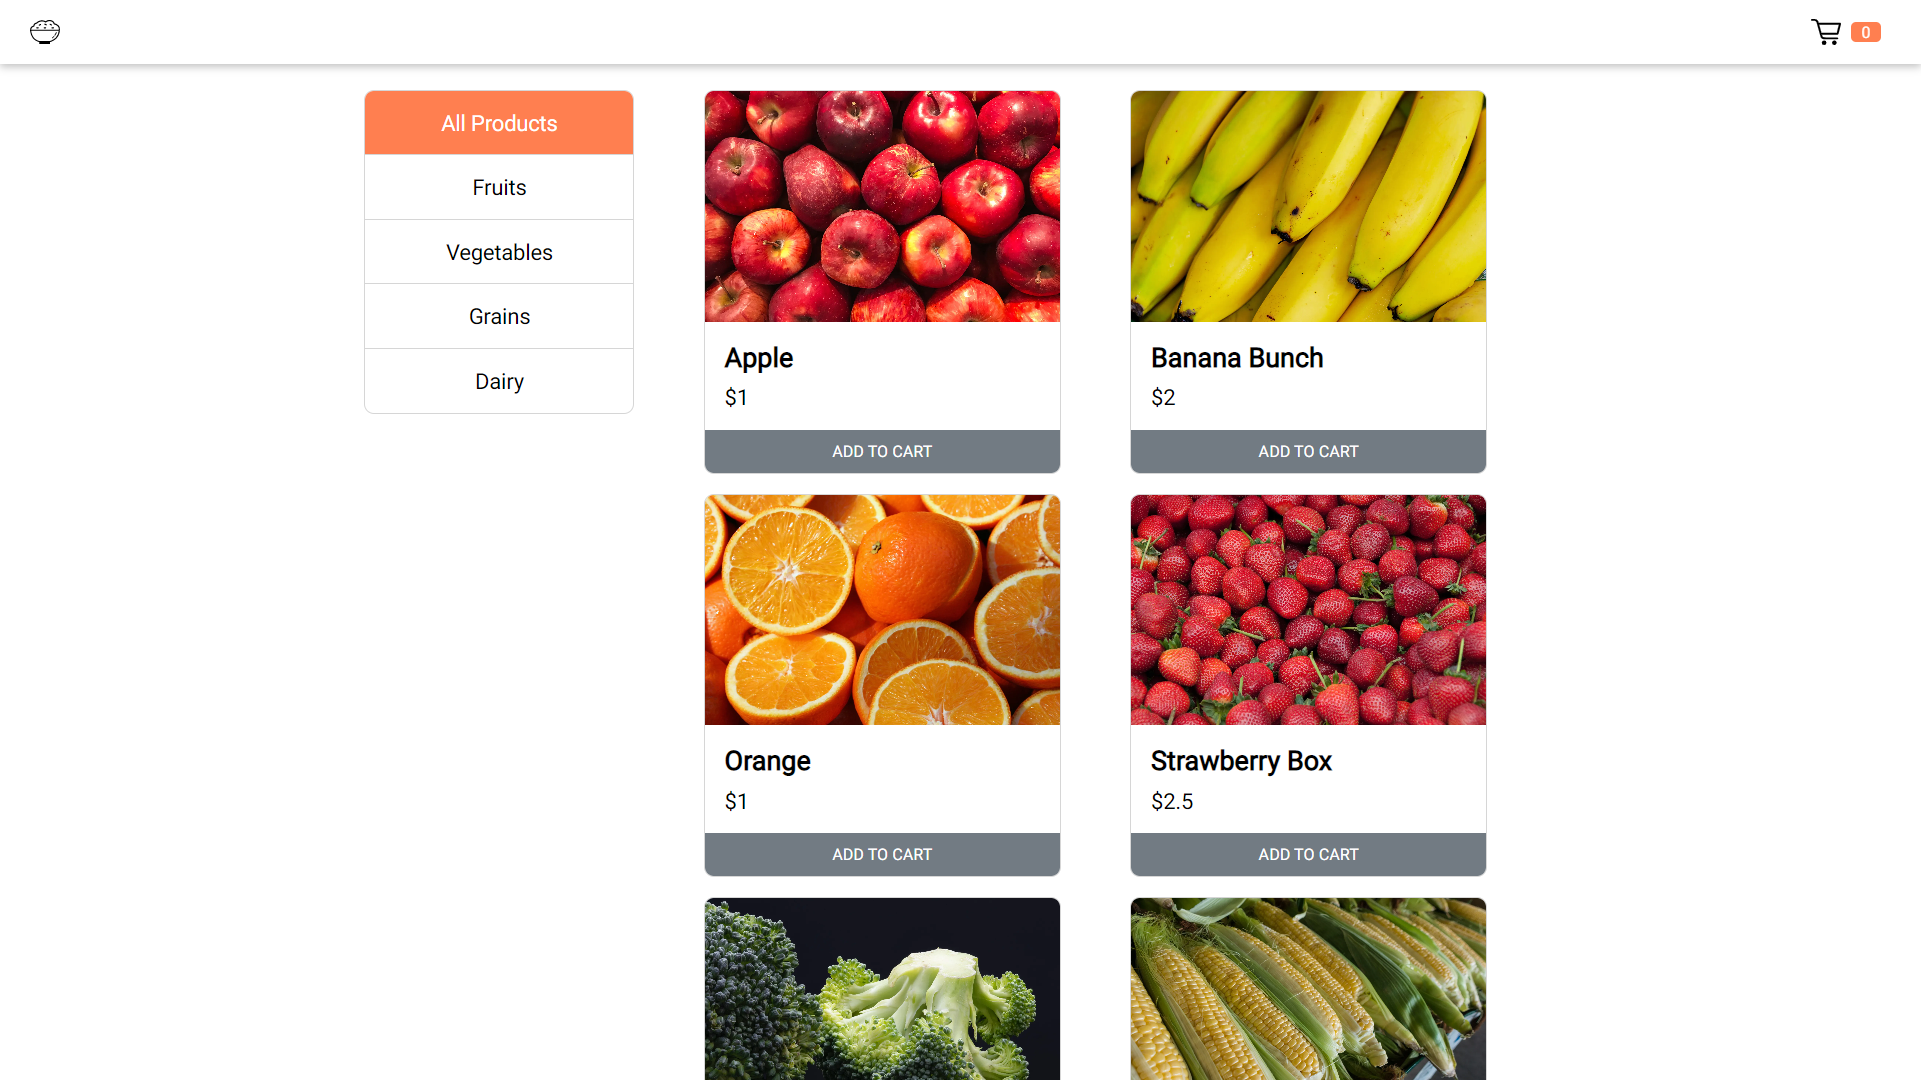 0
All Products
Fruits
Vegetables
Grains
Dairy
Apple
$1
ADD TO CART
Banana Bunch
$2
ADD TO CART
Orange
$1
ADD TO CART
Strawberry Box
$2.5
ADD TO CART